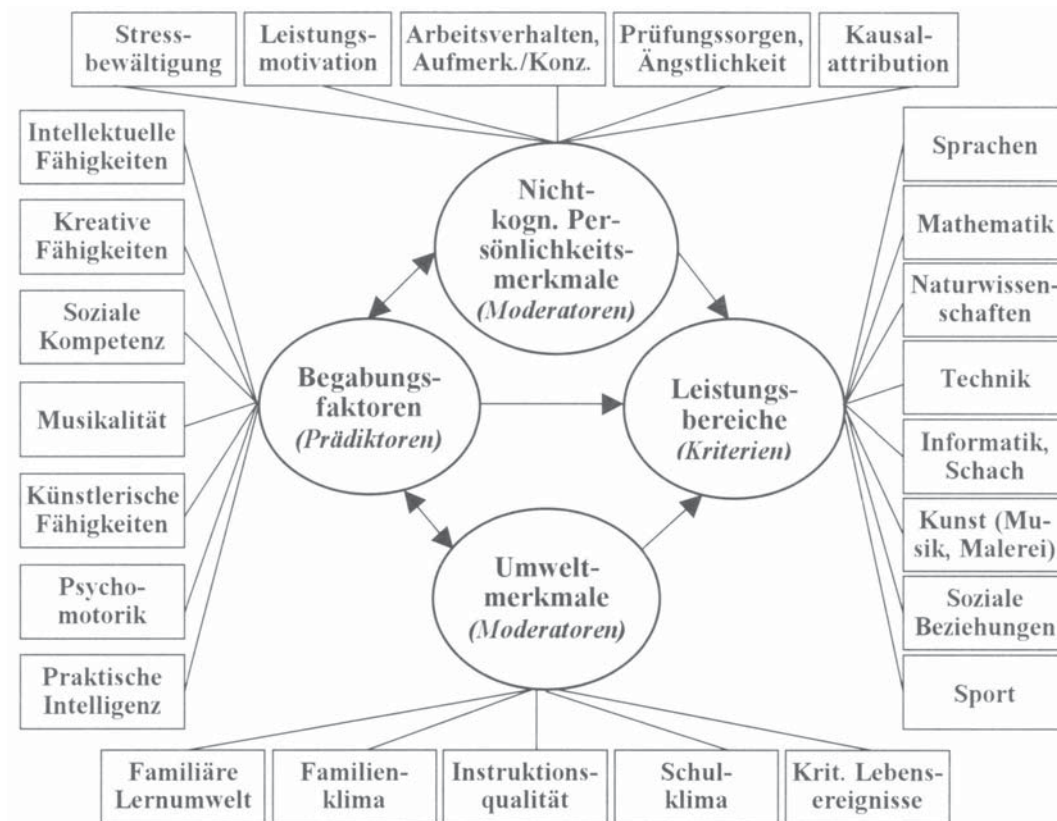 Stress-
bewältigung
Leistungs-
motivation
Arbeitsverhalten,
Aufmerk./Konz.
Prüfungssorgen,
Ängstlichkeit
Kausal-
attribution
Intellektuelle
Fähigkeiten
Kreative
Fähigkeiten
Soziale
Kompetenz
Musikalität
Künstlerische
Fähigkeiten
Psycho-
motorik
Praktische
Intelligenz
Nicht-
kogn. Per-
sönlichkeits-
merkmale
(Moderatoren)
Begabungs-
faktoren
(Prädiktoren)
Leistungs-
bereiche
(Kriterien)
Umwelt-
merkmale
(Moderatoren)
Sprachen
Mathematik
Naturwissen-
schaften
Technik
Informatik,
Schach
Kunst (Mu-
sik, Malerei)
Soziale
Beziehungen
Sport
Familiäre
Lernumwelt
Familien-
klima
Instruktions-
qualität
Schul-
klima
Krit. Lebens-
ereignisse